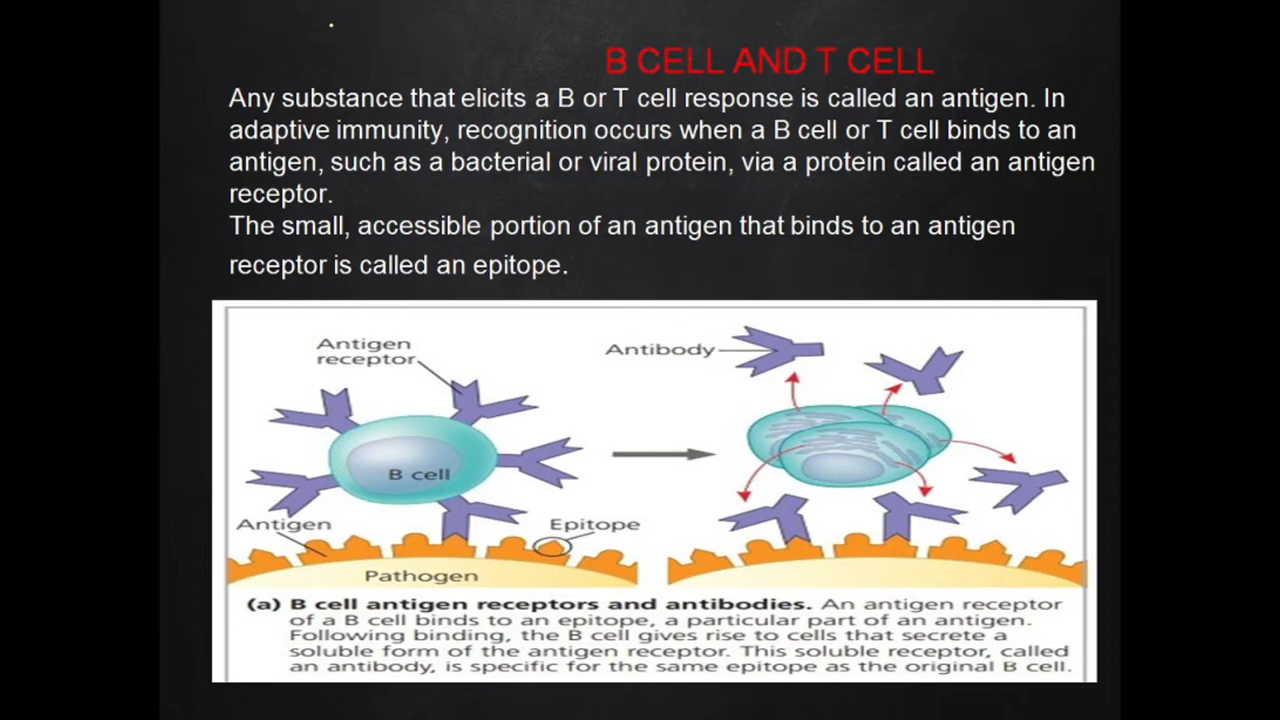 B CELL AND T CELL
Any substance that elicits a B or T cell response is called an antigen. In
adaptive immunity, recognition occurs when a B cell or T cell binds to an
antigen, such as a bacterial or viral protein, via a protein called an antigen
receptor.
The small, accessible portion of an antigen that binds to an antigen
receptor is called an epitope.
Antigen
receptor
Antibody
B cell
Antigen
Epitope
Pathogen
(a) B cell antigen receptors and antibodies. An antigen receptor
of a B cell binds to an epitope, a particular part of an antigen.
Following binding, the B cell gives rise to cells that secrete a
soluble form of the antigen receptor. This soluble receptor, called
an antibody, is specific for the same epitope as the original B cell.